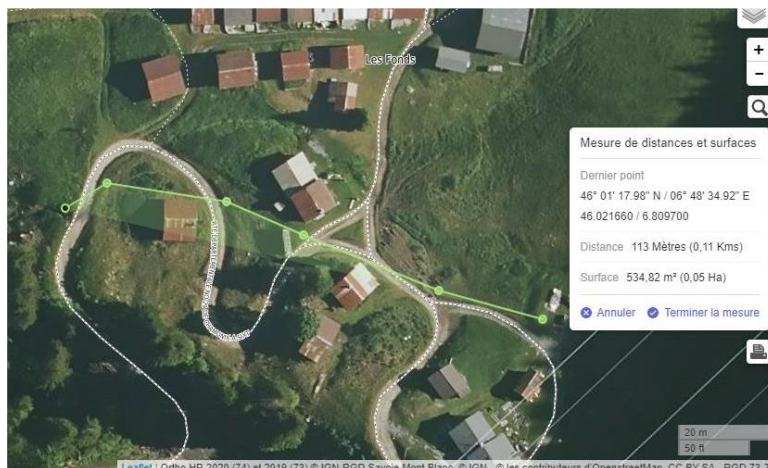 Les Fonds
+
−
Mesure de distances et surfaces
Dernier point
46° 01' 17.98" N / 06° 48' 34.92" E
46.021660 / 6.809700
Distance 113 Mètres (0,11 Kms)
Surface 534,82 m² (0,05 Ha)
Annuler Terminer la mesure
20 m
50 ft
Leaflet | Ortho HR 2020 (74) et 2019 (73) © IGN-RGD Savoie Mont Blanc, © IGN, © les contributeurs d'OpenstreetMap, CC-BY-SA, RGD 73-7